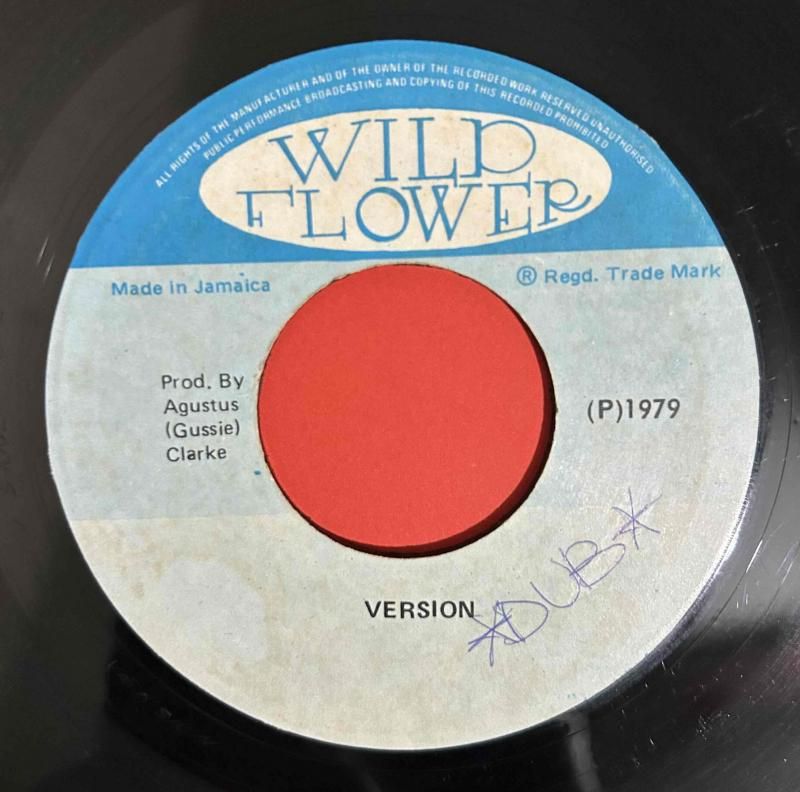 ALL RIGHTS OF THE MANUFACTURER AND OF THE OWNER OF THE RECORDED WORK RESERVED UNAUTHORISED
PUBLIC PERFORMANCE BROADCASTING AND COPYING OF THIS RECORDED PROHIBITED
WILD
FLOWER
Made in Jamaica
® Regd. Trade Mark
Prod. By
Agustus
(Gussie)
Clarke
(P)1979
VERSION
*DUB*